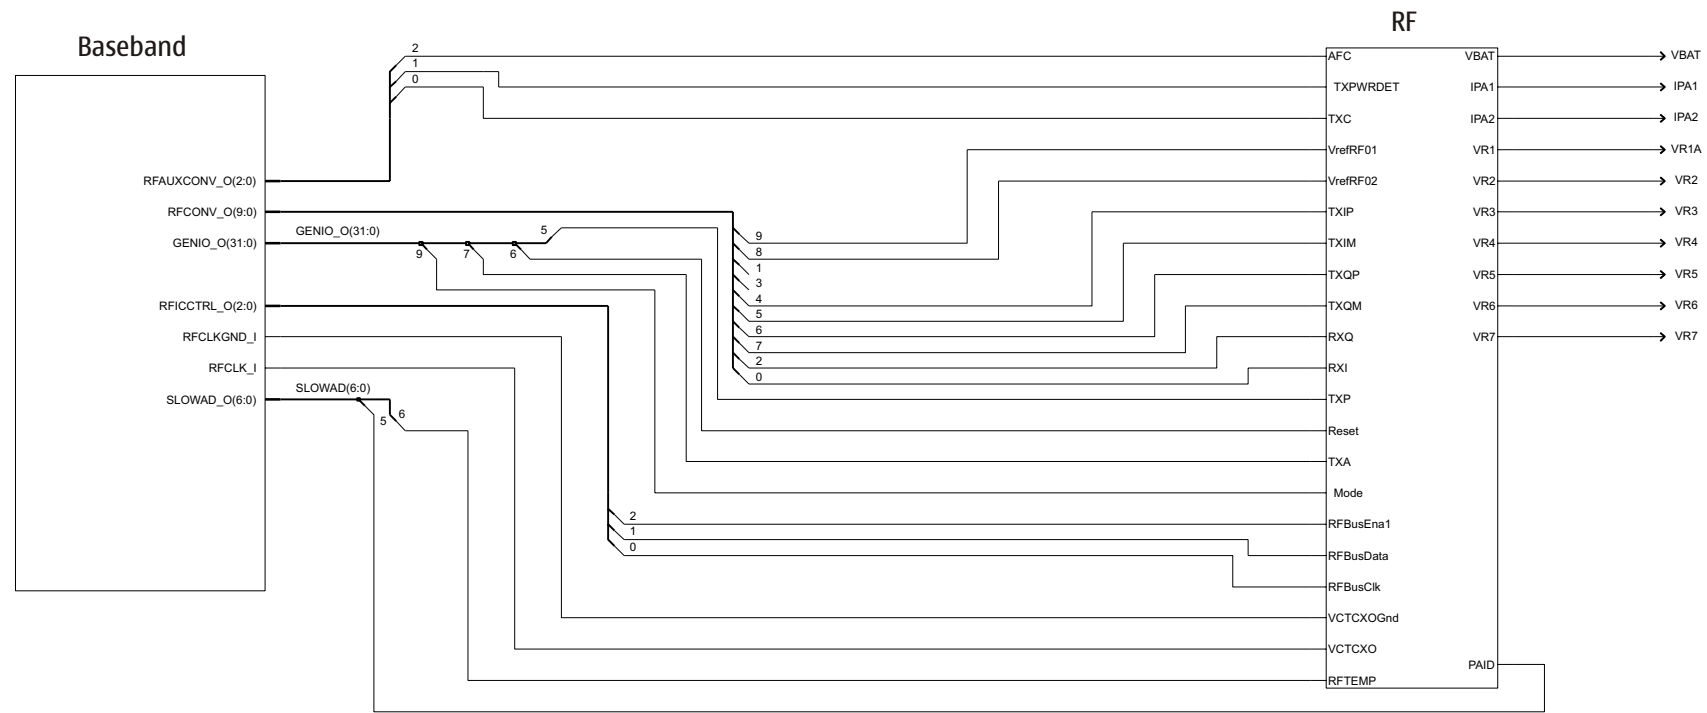 RF
Baseband
2
AFC VBAT VBAT
1
0
TXPWRDET IPA1 IPA1
TXC IPA2 IPA2
VrefRF01 VR1 VR1A
RFAUXCONV_O(2:0) VrefRF02 VR2 VR2
RFCONV_O(9:0) TXIP VR3 VR3
GENIO_O(31:0) 5
9
GENIO_O(31:0) TXIM VR4 VR4
9 7 6 8
1
TXQP VR5 VR5
3
4
RFICCTRL_O(2:0) TXQM VR6 VR6
5
6
RFCLKGND_I RXQ VR7 VR7
7
2
RFCLK_I RXI
0
SLOWAD(6:0)
SLOWAD_O(6:0) TXP
6
5
Reset
TXA
Mode
2
RFBusEna1
1
0
RFBusData
RFBusClk
VCTCXOGnd
VCTCXO
PAID
RFTEMP